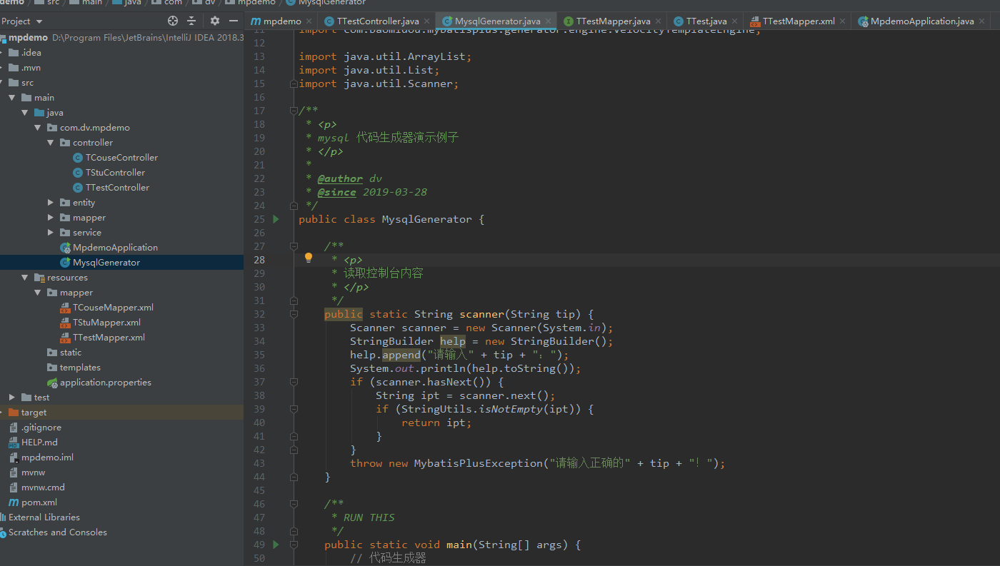 demo src main java com dv mpdemo MysqlGenerator
Project
mpdemo D:\Program Files\JetBrains\IntelliJ IDEA 2018.3
.idea
.mvn
src
main
java
com.dv.mpdemo
controller
TCouseController
TStuController
TTestController
entity
mapper
service
MpdemoApplication
MysqlGenerator
resources
mapper
TCouseMapper.xml
TStuMapper.xml
TTestMapper.xml
static
templates
application.properties
test
target
.gitignore
HELP.md
mpdemo.iml
mvnw
mvnw.cmd
pom.xml
External Libraries
Scratches and Consoles
mpdemo TTestController.java MysqlGenerator.java TTestMapper.java TTest.java TTestMapper.xml MpdemoApplication.java
11 import com.baomidou.mybatisplus.generator.engine.VelocityTemplateEngine;
12
13 import java.util.ArrayList;
14 import java.util.List;
15 import java.util.Scanner;
16
17 /**
18 * <p>
19 * mysql 代码生成器演示例子
20 * </p>
21 *
22 * @author dv
23 * @since 2019-03-28
24 */
25 public class MysqlGenerator {
26
27 /**
28 * <p>
29 * 读取控制台内容
30 * </p>
31 */
32 public static String scanner(String tip) {
33 Scanner scanner = new Scanner(System.in);
34 StringBuilder help = new StringBuilder();
35 help.append("请输入" + tip + "：");
36 System.out.println(help.toString());
37 if (scanner.hasNext()) {
38 String ipt = scanner.next();
39 if (StringUtils.isNotEmpty(ipt)) {
40 return ipt;
41 }
42 }
43 throw new MybatisPlusException("请输入正确的" + tip + "！");
44 }
45
46 /**
47 * RUN THIS
48 */
49 public static void main(String[] args) {
50 // 代码生成器